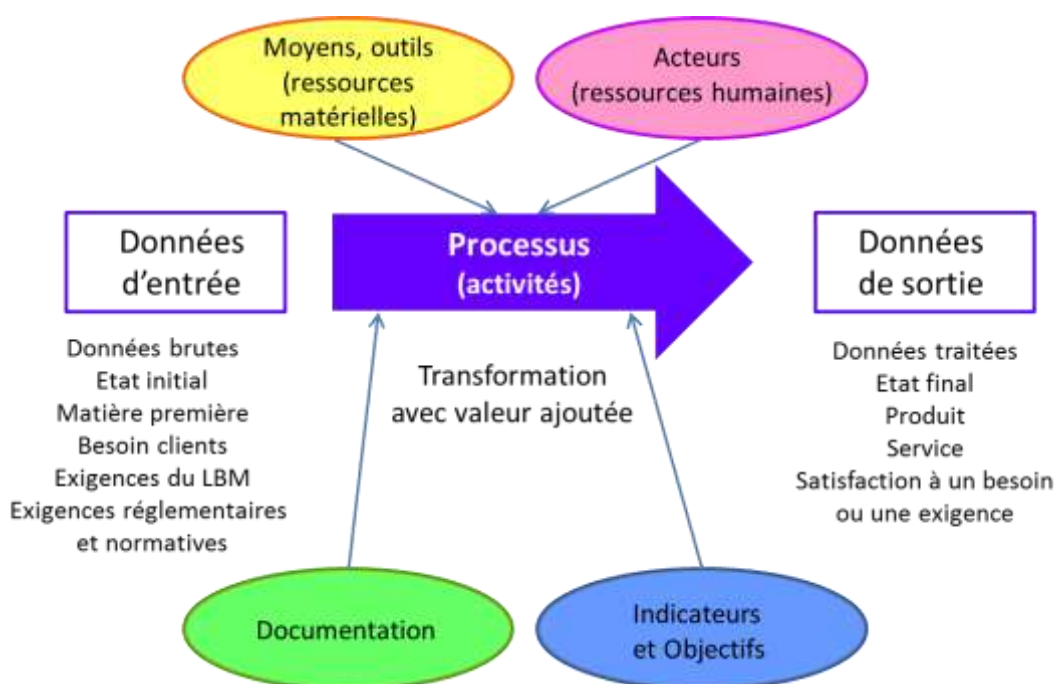 Moyens, outils
(ressources
matérielles)
Acteurs
(ressources humaines)
Données
d'entrée
Processus
(activités)
Données
de sortie
Données brutes
Etat initial
Matière première
Besoin clients
Exigences du LBM
Exigences réglementaires
et normatives
Transformation
avec valeur ajoutée
Données traitées
Etat final
Produit
Service
Satisfaction à un besoin
ou une exigence
Documentation
Indicateurs
et Objectifs